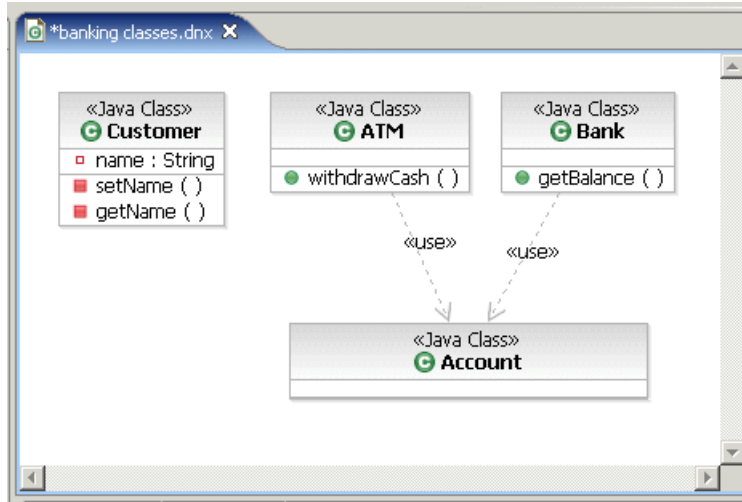 *banking classes.dnx
«Java Class»
Customer
name : String
setName ( )
getName ( )
«Java Class»
ATM
withdrawCash ( )
«Java Class»
Bank
getBalance ( )
«use»
«use»
«Java Class»
Account